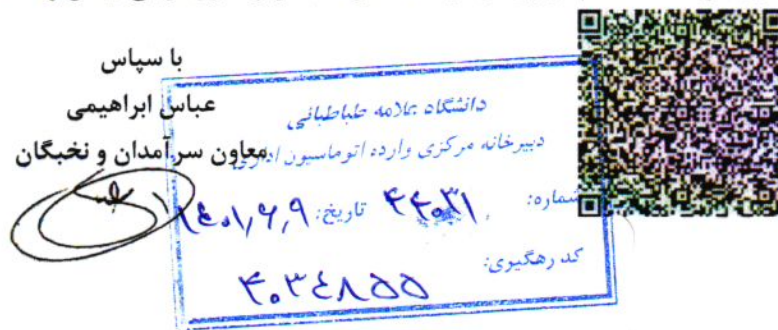 با سپاس
عباس ابراهیمی
معاون سرآمدان و نخبگان
دانشگاه علامه طباطبائی
دبیرخانه مرکزی وارده اتوماسیون اداری
شماره: ۴۴۰۳۱ تاریخ: ۱۴۰۱/۶/۹
کد رهگیری:
۴۰۳۴۸۵۵